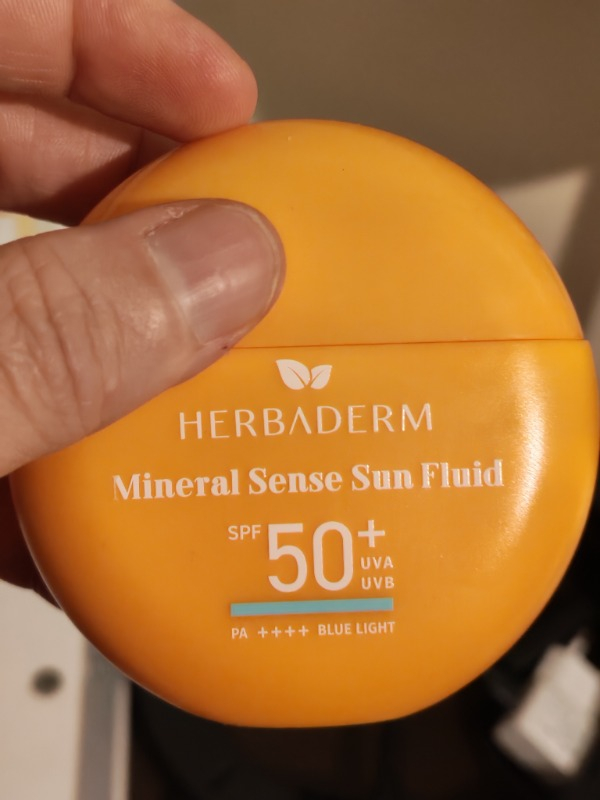 HERBADERM
Mineral Sense Sun Fluid
SPF 50+ UVA UVB
PA ++++ BLUE LIGHT